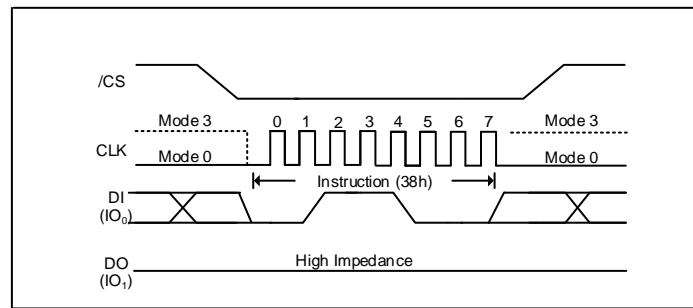 /CS
Mode 3
0 1 2 3 4 5 6 7
Mode 3
CLK
Mode 0
Mode 0
Instruction (38h)
DI
(IO₀)
High Impedance
DO
(IO₁)